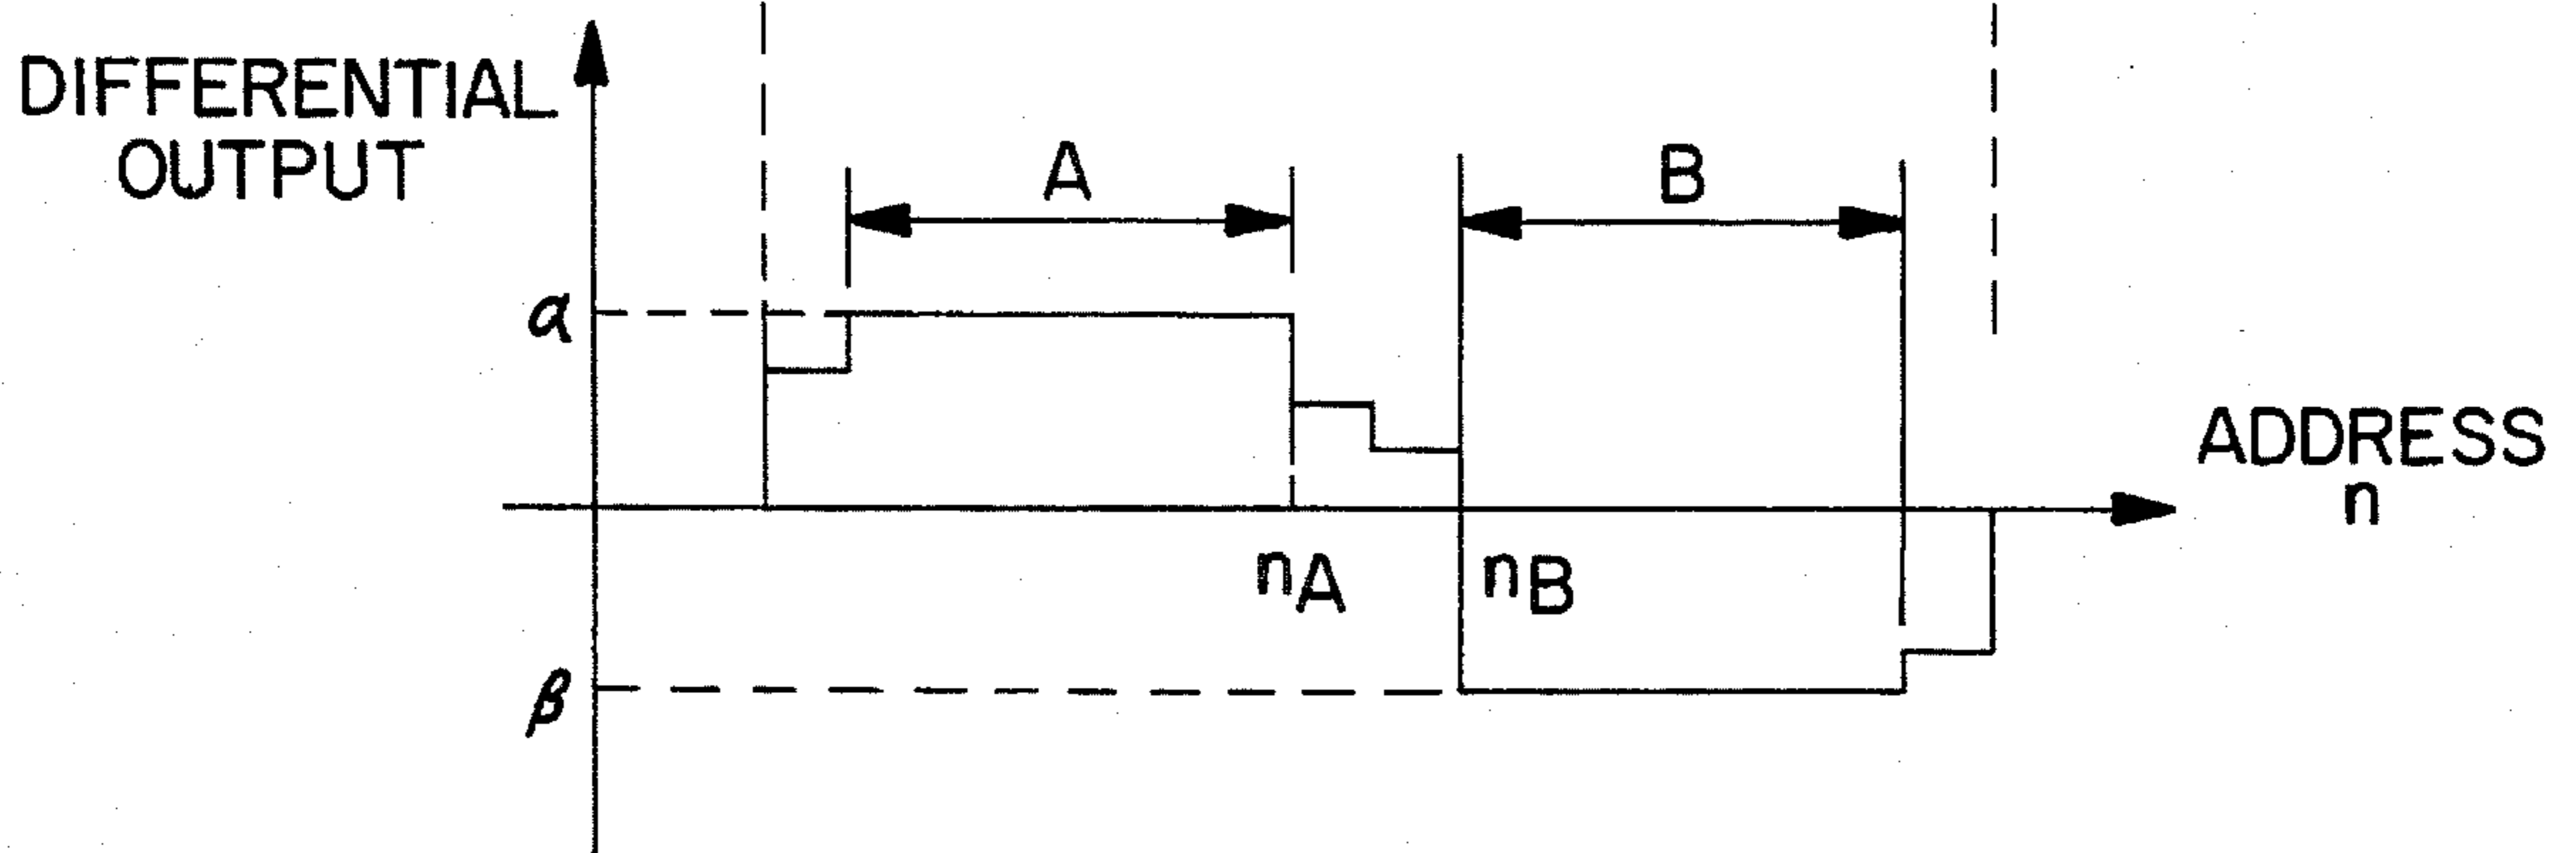 DIFFERENTIAL
OUTPUT
A
B
α
ADDRESS
n
nA
nB
β